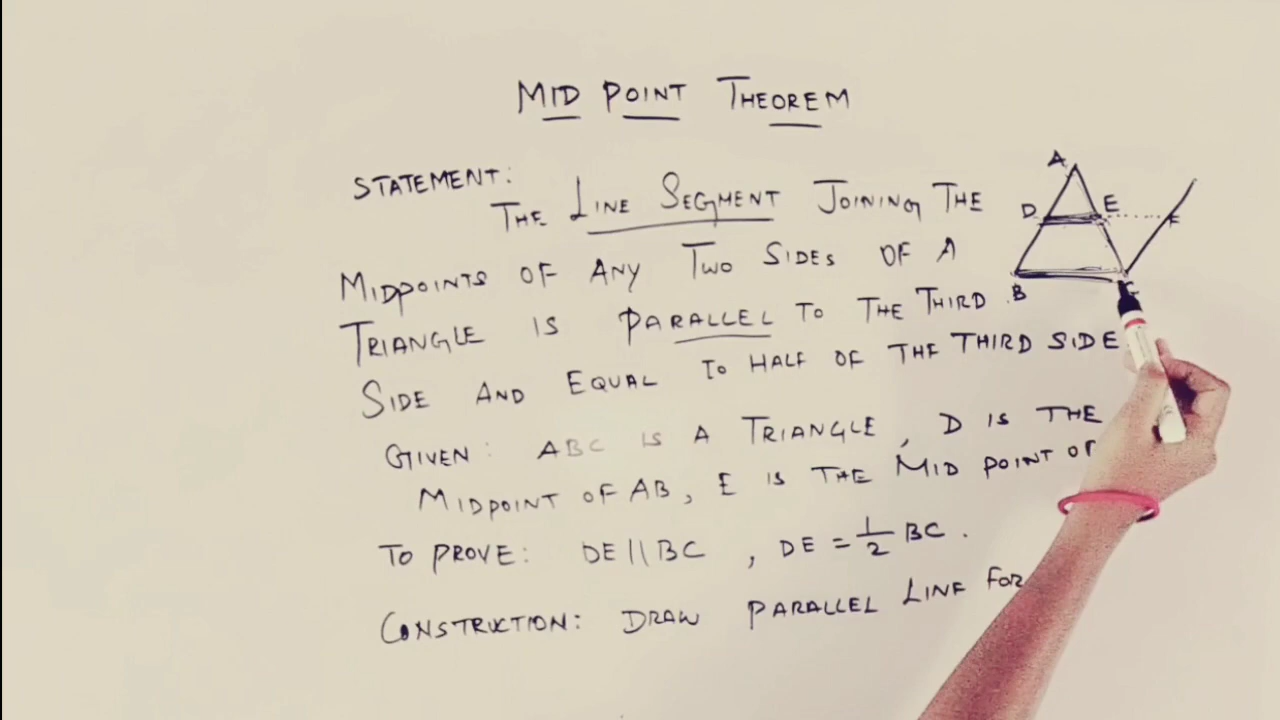 MID POINT THEOREM
STATEMENT:
THE LINE SEGMENT JOINING THE
MIDPOINTS OF ANY TWO SIDES OF A
TRIANGLE IS PARALLEL TO THE THIRD
SIDE AND EQUAL TO HALF OF THE THIRD SIDE
GIVEN: ABC IS A TRIANGLE, D IS THE
MIDPOINT OF AB, E IS THE MID POINT OF
TO PROVE: DE||BC, DE = 1/2 BC.
CONSTRUCTION: DRAW PARALLEL LINE FOR
A
D
E
F
B
C